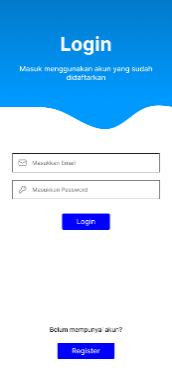 Login
Masuk menggunakan akun yang sudah
didaftarkan
Masukkan Email
Masukkan Password
Login
Belum mempunyai akun?
Register